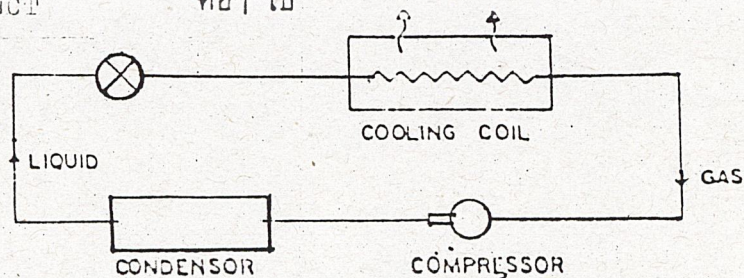 COOLING COIL
LIQUID
GAS
CONDENSOR
COMPRESSOR